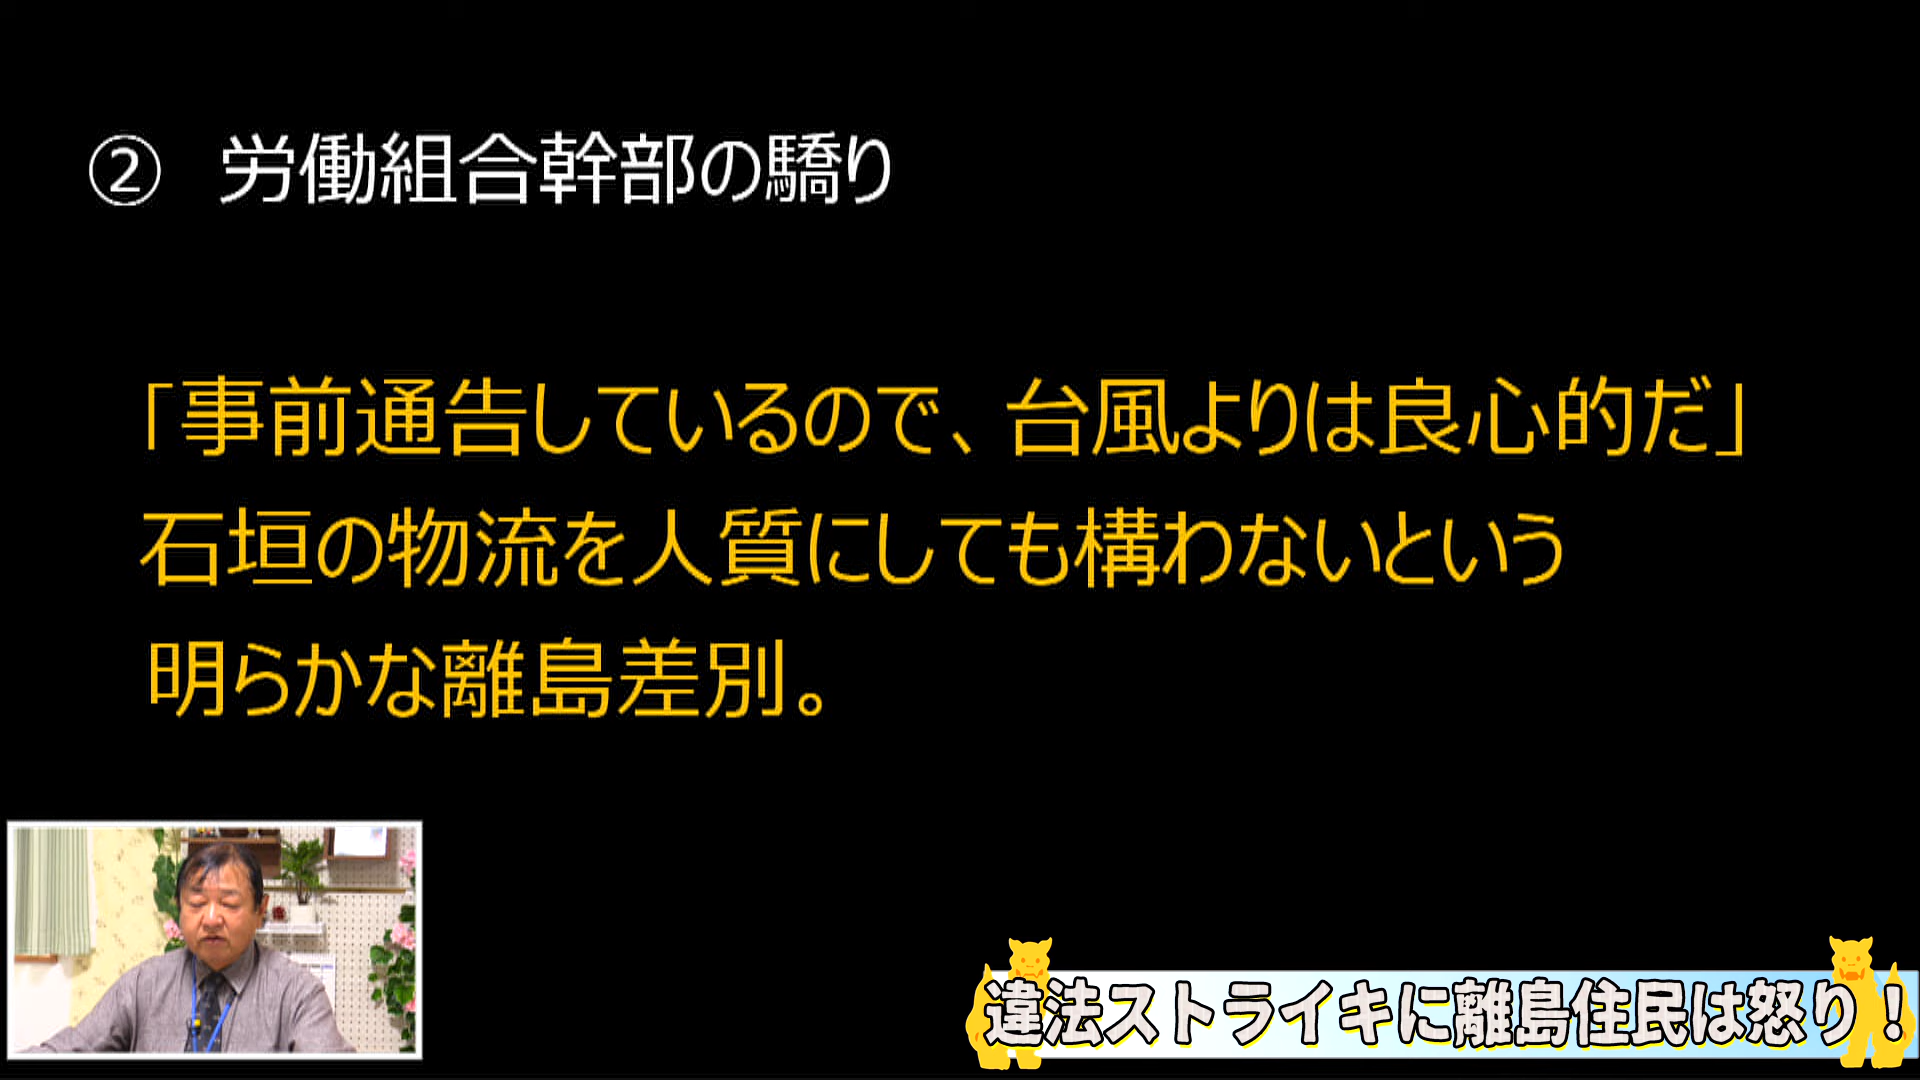 ② 労働組合幹部の驕り
「事前通告しているので、台風よりは良心的だ」
石垣の物流を人質にしても構わないという
明らかな離島差別。
違法ストライキに離島住民は怒り！